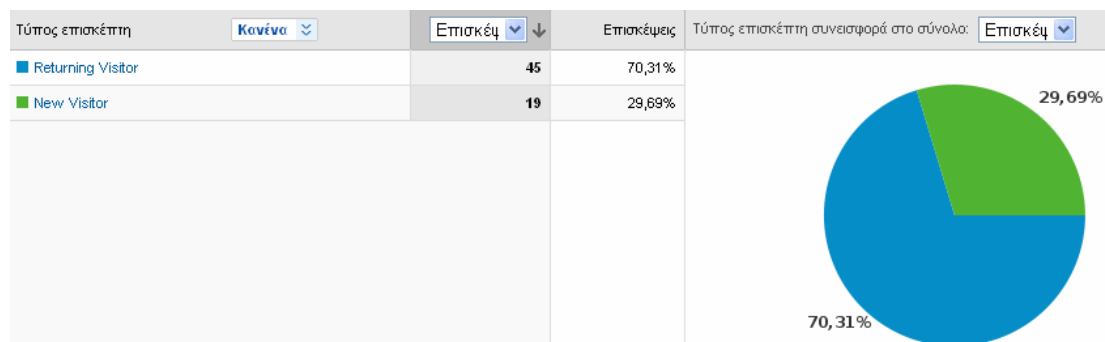 Τύπος επισκέπτη Κανένα Επισκέψ Επισκέψεις Τύπος επισκέπτη συνεισφορά στο σύνολο: Επισκέψ
Returning Visitor 45 70,31%
New Visitor 19 29,69%
29,69%
70,31%